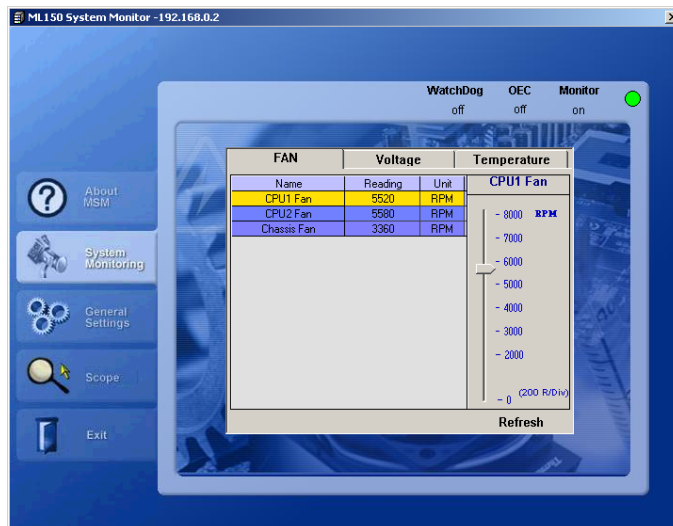 ML150 System Monitor -192.168.0.2
WatchDog OEC Monitor
off off on
About
MSM
System
Monitoring
General
Settings
Scope
Exit
FAN Voltage Temperature
Name Reading Unit
CPU1 Fan 5520 RPM
CPU2 Fan 5580 RPM
Chassis Fan 3360 RPM
CPU1 Fan
- 8000 RPM
- 7000
- 6000
- 5000
- 4000
- 3000
- 2000
- 0 (200 R/Div)
Refresh